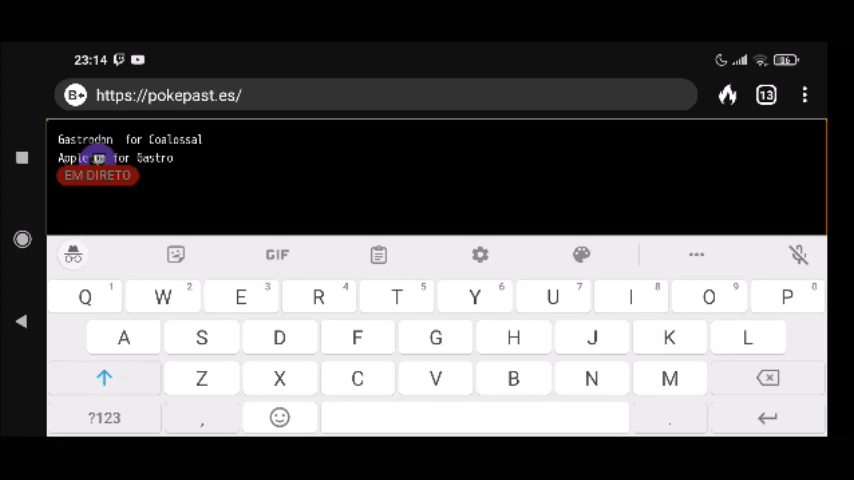 23:14
36
B+ https://pokepast.es/
13
Gastrodon for Coalossal
for Gastro
EM DIRETO
GIF
Q 1 W 2 E 3 R 4 T 5 Y 6 U 7 I 8 O 9 P 0
A S D F G H J K L
Z X C V B N M
?123 , .